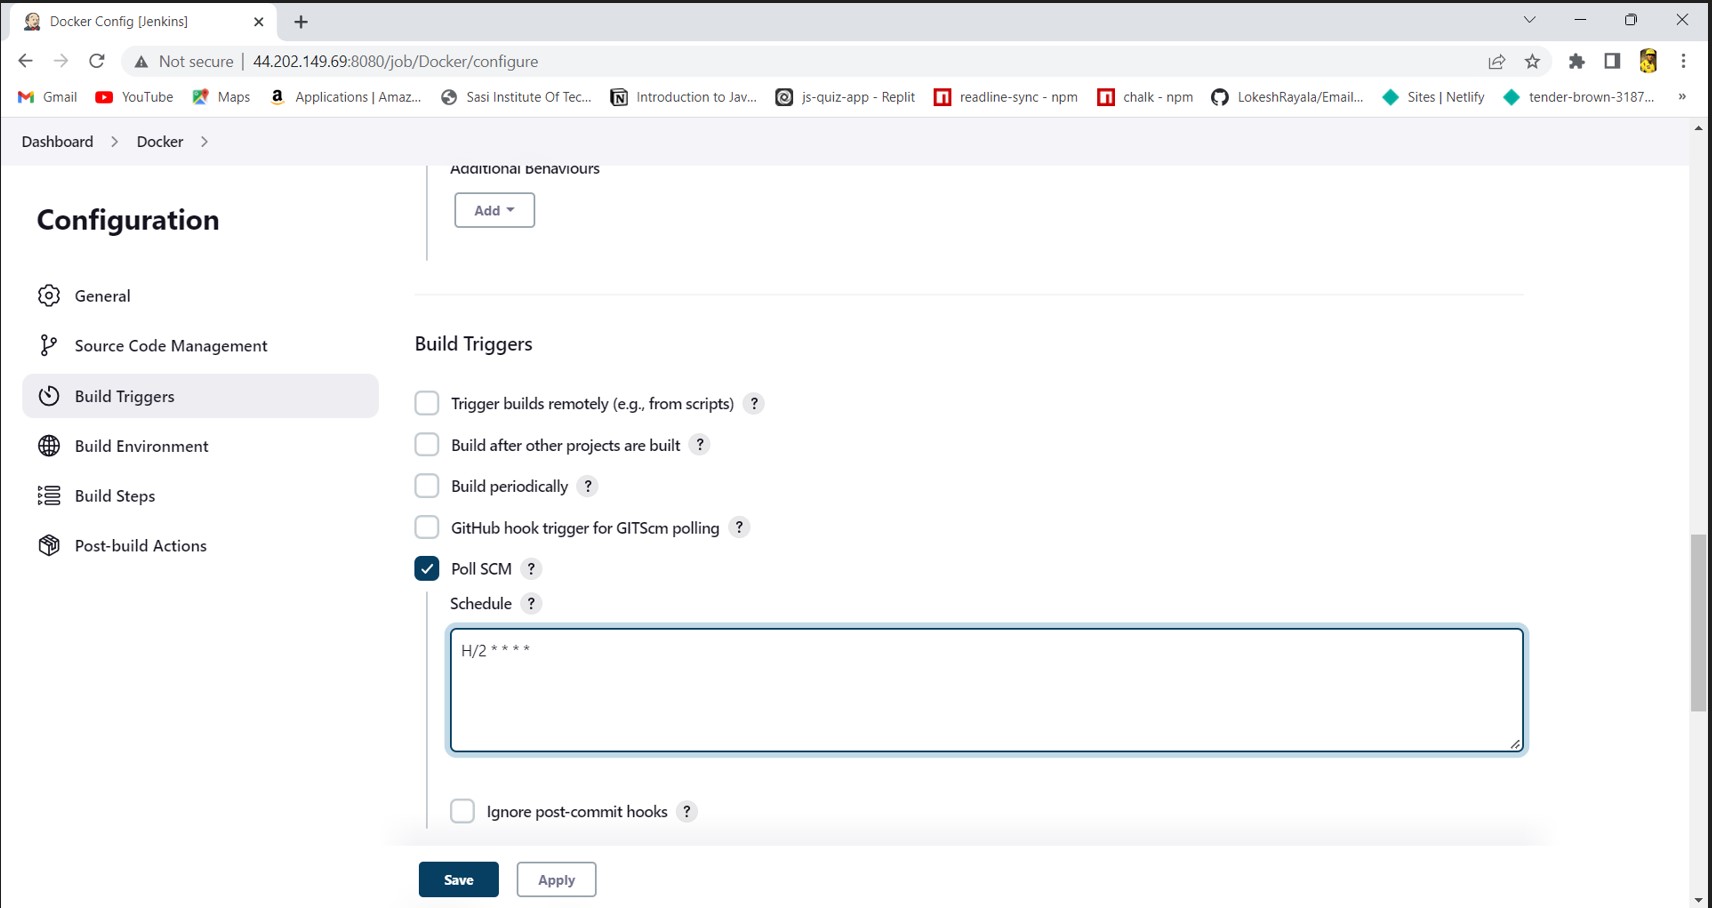 Docker Config [Jenkins]
Not secure | 44.202.149.69:8080/job/Docker/configure
Gmail YouTube Maps Applications | Amaz... Sasi Institute Of Tec... Introduction to Jav... js-quiz-app - Replit readline-sync - npm chalk - npm LokeshRayala/Email... Sites | Netlify tender-brown-3187... »
Dashboard > Docker >
Additional Behaviours
Add
Configuration
General
Source Code Management
Build Triggers
Build Environment
Build Steps
Post-build Actions
Build Triggers
Trigger builds remotely (e.g., from scripts) ?
Build after other projects are built ?
Build periodically ?
GitHub hook trigger for GITScm polling ?
Poll SCM ?
Schedule ?
H/2 * * * *
Ignore post-commit hooks ?
Save Apply